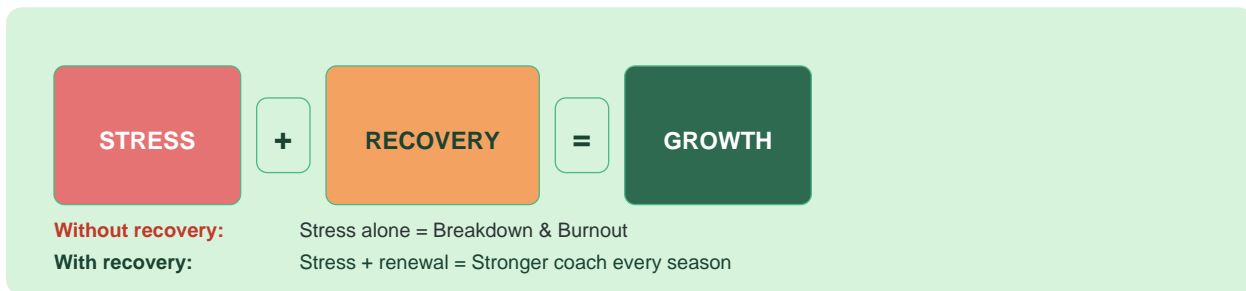 STRESS + RECOVERY = GROWTH
Without recovery: Stress alone = Breakdown & Burnout
With recovery: Stress + renewal = Stronger coach every season